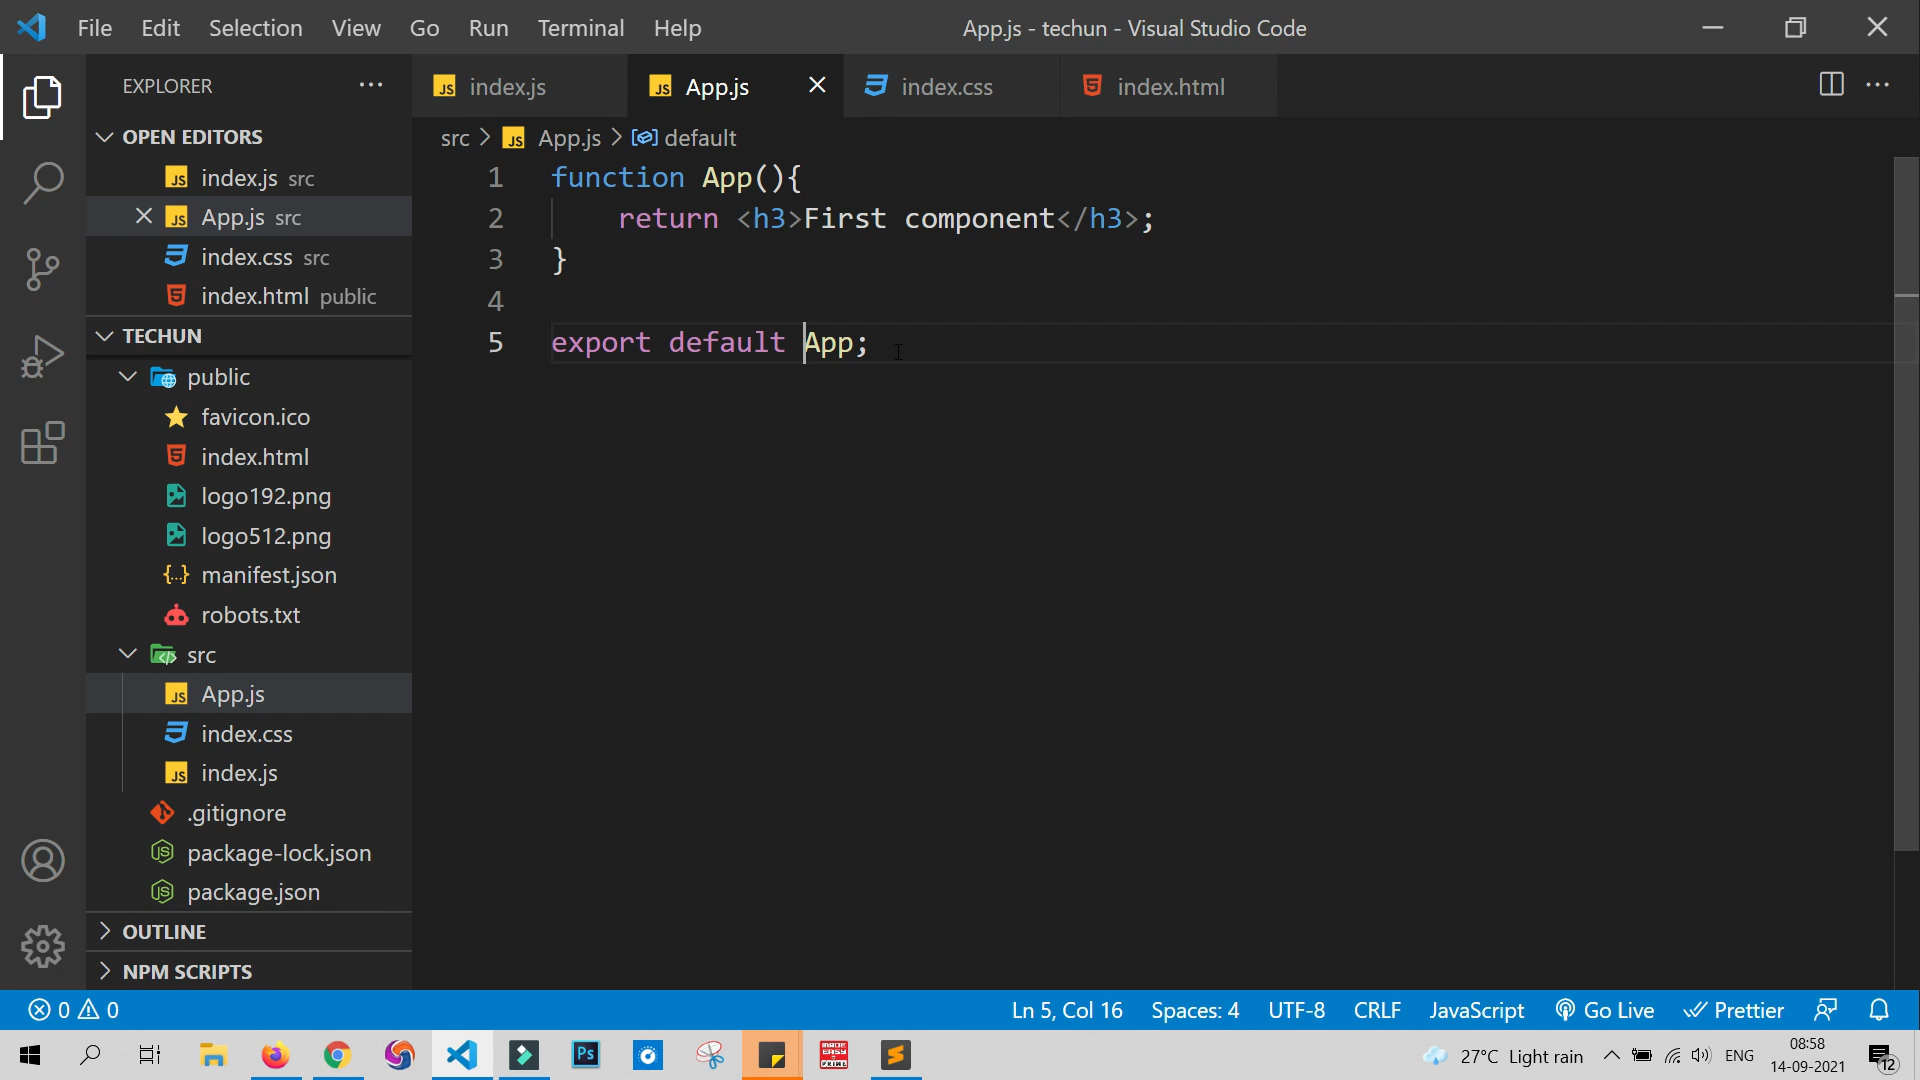 File Edit Selection View Go Run Terminal Help
App.js - techun - Visual Studio Code
EXPLORER
OPEN EDITORS
index.js src
App.js src
index.css src
index.html public
TECHUN
public
favicon.ico
index.html
logo192.png
logo512.png
manifest.json
robots.txt
src
App.js
index.css
index.js
.gitignore
package-lock.json
package.json
OUTLINE
NPM SCRIPTS
index.js App.js index.css index.html
src > App.js > default
1 function App(){
2 return <h3>First component</h3>;
3 }
4
5 export default App;
0 0 Ln 5, Col 16 Spaces: 4 UTF-8 CRLF JavaScript Go Live Prettier
Ps
MADE EASY PRIME
27°C Light rain ENG
08:58
14-09-2021
12